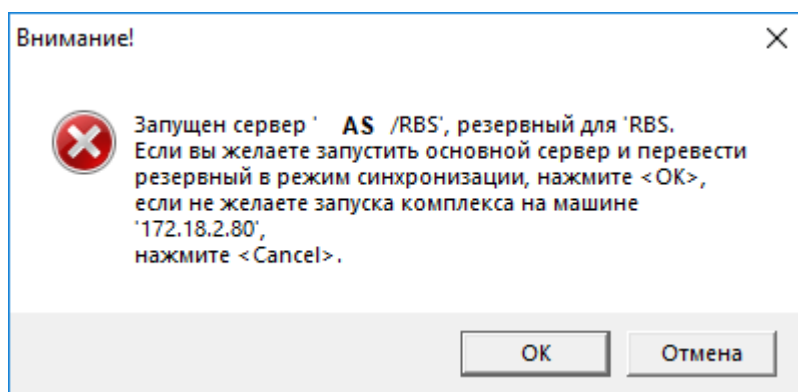 Внимание!
Запущен сервер ' AS /RBS', резервный для 'RBS.
Если вы желаете запустить основной сервер и перевести
резервный в режим синхронизации, нажмите <OK>,
если не желаете запуска комплекса на машине
'172.18.2.80',
нажмите <Cancel>.
OK Отмена